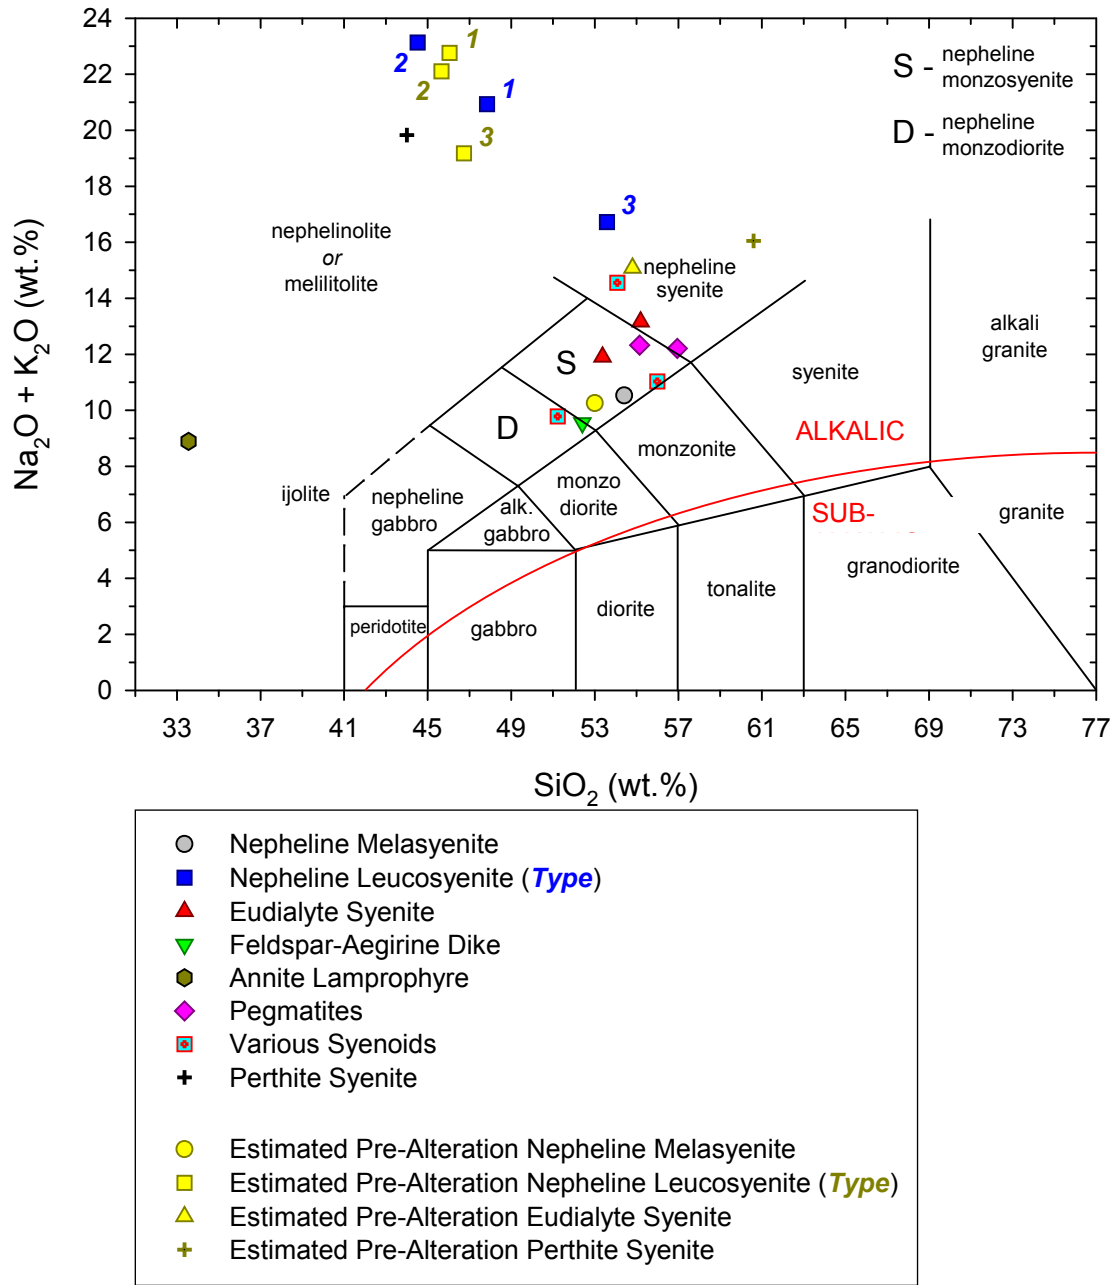 24
22
20
18
16
14
12
10
8
6
4
2
0
Na₂O + K₂O (wt.%)
33
37
41
45
49
53
57
61
65
69
73
77
SiO₂ (wt.%)
1
2
2
1
3
3
S - nepheline
monzosyenite
D - nepheline
monzodiorite
nephelinolite
or
melilitolite
nepheline
syenite
alkali
granite
S
syenite
D
ALKALIC
monzonite
ijolite
nepheline
gabbro
monzo
diorite
alk.
gabbro
SUB-
granite
granodiorite
tonalite
diorite
peridotite
gabbro
Nepheline Melasyenite
Nepheline Leucosyenite (Type)
Eudialyte Syenite
Feldspar-Aegirine Dike
Annite Lamprophyre
Pegmatites
Various Syenoids
Perthite Syenite
Estimated Pre-Alteration Nepheline Melasyenite
Estimated Pre-Alteration Nepheline Leucosyenite (Type)
Estimated Pre-Alteration Eudialyte Syenite
Estimated Pre-Alteration Perthite Syenite